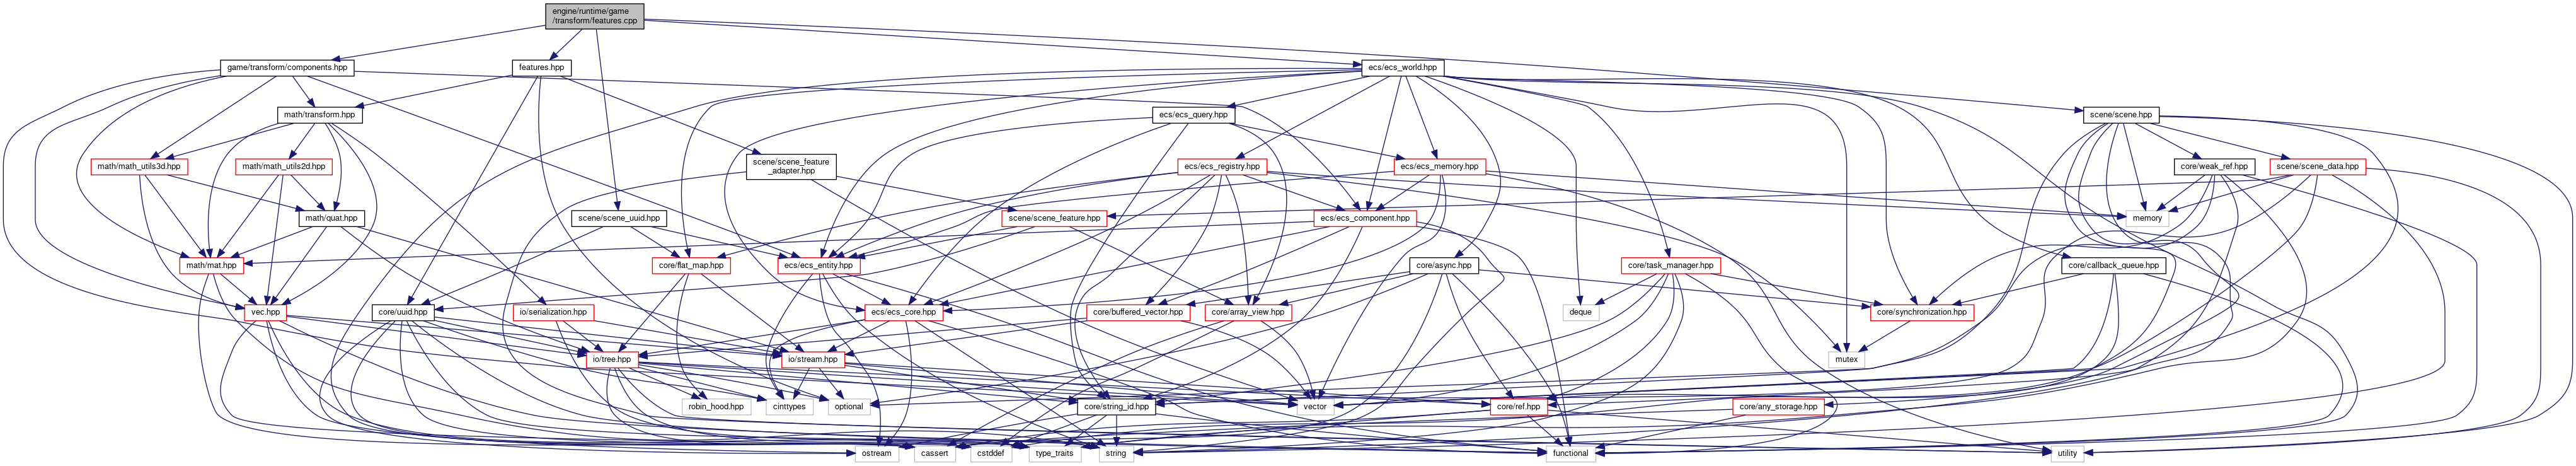 engine/runtime/game
/transform/features.cpp
game/transform/components.hpp
features.hpp
ecs/ecs_world.hpp
math/transform.hpp
ecs/ecs_query.hpp
scene/scene.hpp
math/math_utils3d.hpp
math/math_utils2d.hpp
scene/scene_feature
_adapter.hpp
ecs/ecs_registry.hpp
ecs/ecs_memory.hpp
core/weak_ref.hpp
scene/scene_data.hpp
math/quat.hpp
scene/scene_uuid.hpp
scene/scene_feature.hpp
ecs/ecs_component.hpp
memory
math/mat.hpp
core/flat_map.hpp
ecs/ecs_entity.hpp
core/async.hpp
core/task_manager.hpp
core/callback_queue.hpp
vec.hpp
core/uuid.hpp
io/serialization.hpp
ecs/ecs_core.hpp
core/buffered_vector.hpp
core/array_view.hpp
deque
core/synchronization.hpp
io/tree.hpp
io/stream.hpp
mutex
robin_hood.hpp
cinttypes
optional
core/string_id.hpp
vector
core/ref.hpp
core/any_storage.hpp
ostream
cassert
cstddef
type_traits
string
functional
utility